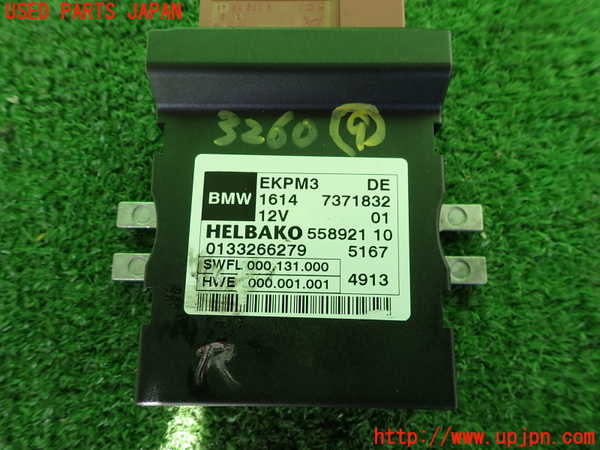 USED PARTS JAPAN
3260 (9)
BMW
EKPM3 DE
1614 7371832
12V 01
HELBAKO 558921 10
0133266279 5167
SWFL 000.131.000
HWE 000.001.001 4913
R
http://www.upjpn.com